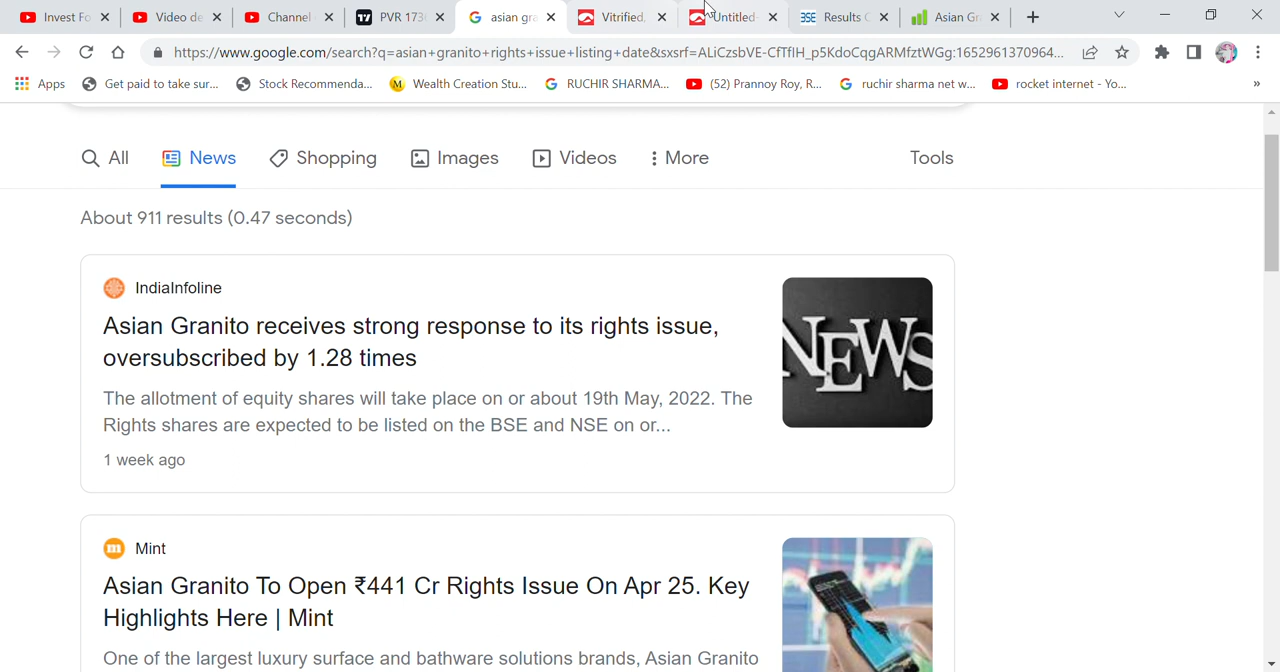 Invest Fo
Video de
Channel
PVR 173
asian gra
Vitrified,
Untitled-
Results C
Asian Gr
https://www.google.com/search?q=asian+granito+rights+issue+listing+date&sxsrf=ALiCzsbVE-CfTflH_p5KdoCqgARMfztWGg:1652961370964...
Apps
Get paid to take sur...
Stock Recommenda...
Wealth Creation Stu...
RUCHIR SHARMA...
(52) Prannoy Roy, R...
ruchir sharma net w...
rocket internet - Yo...
»
All
News
Shopping
Images
Videos
More
Tools
About 911 results (0.47 seconds)
IndiaInfoline
Asian Granito receives strong response to its rights issue,
oversubscribed by 1.28 times
The allotment of equity shares will take place on or about 19th May, 2022. The
Rights shares are expected to be listed on the BSE and NSE on or...
1 week ago
NEWS
Mint
Asian Granito To Open ₹441 Cr Rights Issue On Apr 25. Key
Highlights Here | Mint
One of the largest luxury surface and bathware solutions brands, Asian Granito